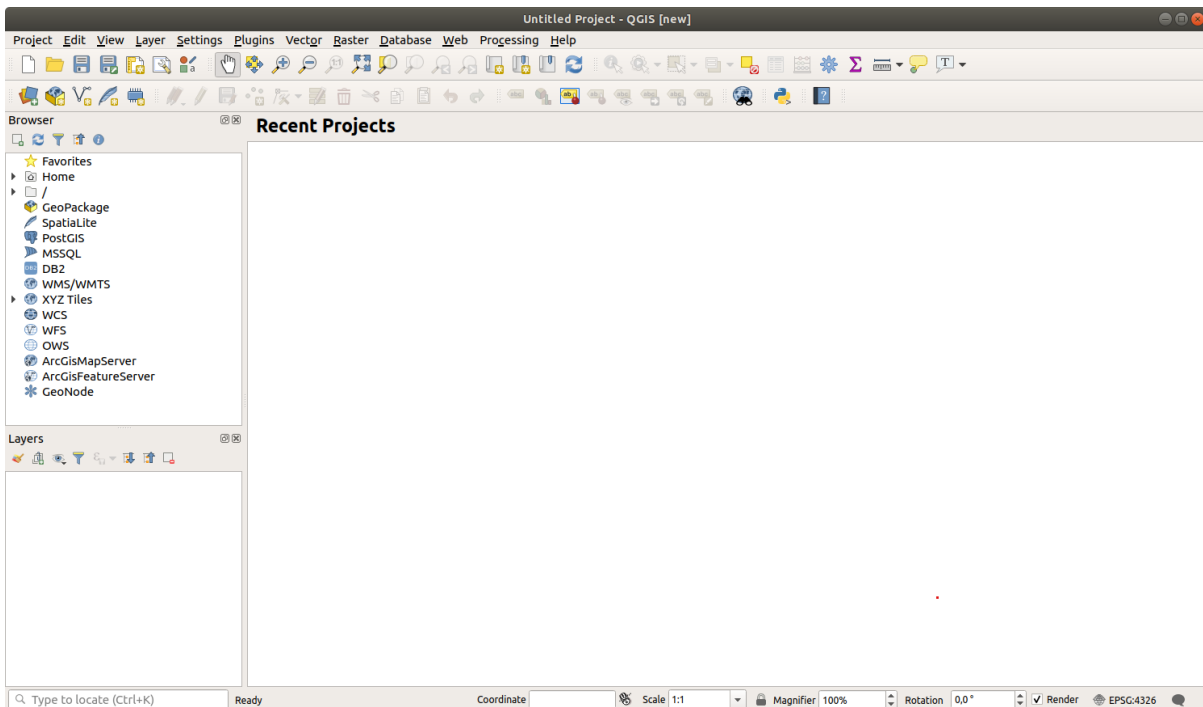 Untitled Project - QGIS [new]
Project Edit View Layer Settings Plugins Vector Raster Database Web Processing Help
Browser
Recent Projects
Favorites
Home
/
GeoPackage
SpatiaLite
PostGIS
MSSQL
DB2
WMS/WMTS
XYZ Tiles
WCS
WFS
OWS
ArcGisMapServer
ArcGisFeatureServer
GeoNode
Layers
Type to locate (Ctrl+K) Ready Coordinate Scale 1:1 Magnifier 100% Rotation 0,0 ° Render EPSG:4326